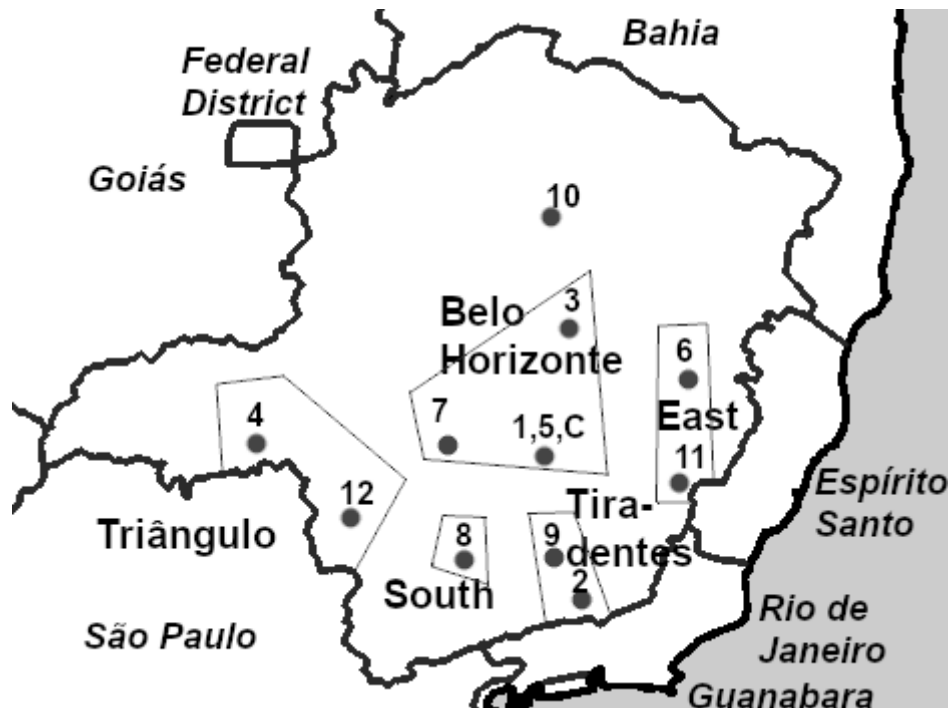 Bahia
Federal
District
Goiás
10
Belo
Horizonte
3
6
East
4
7
1,5,C
11
12
Triângulo
Tira-
dentes
8
9
2
South
Espírito
Santo
São Paulo
Rio de
Janeiro
Guanabara